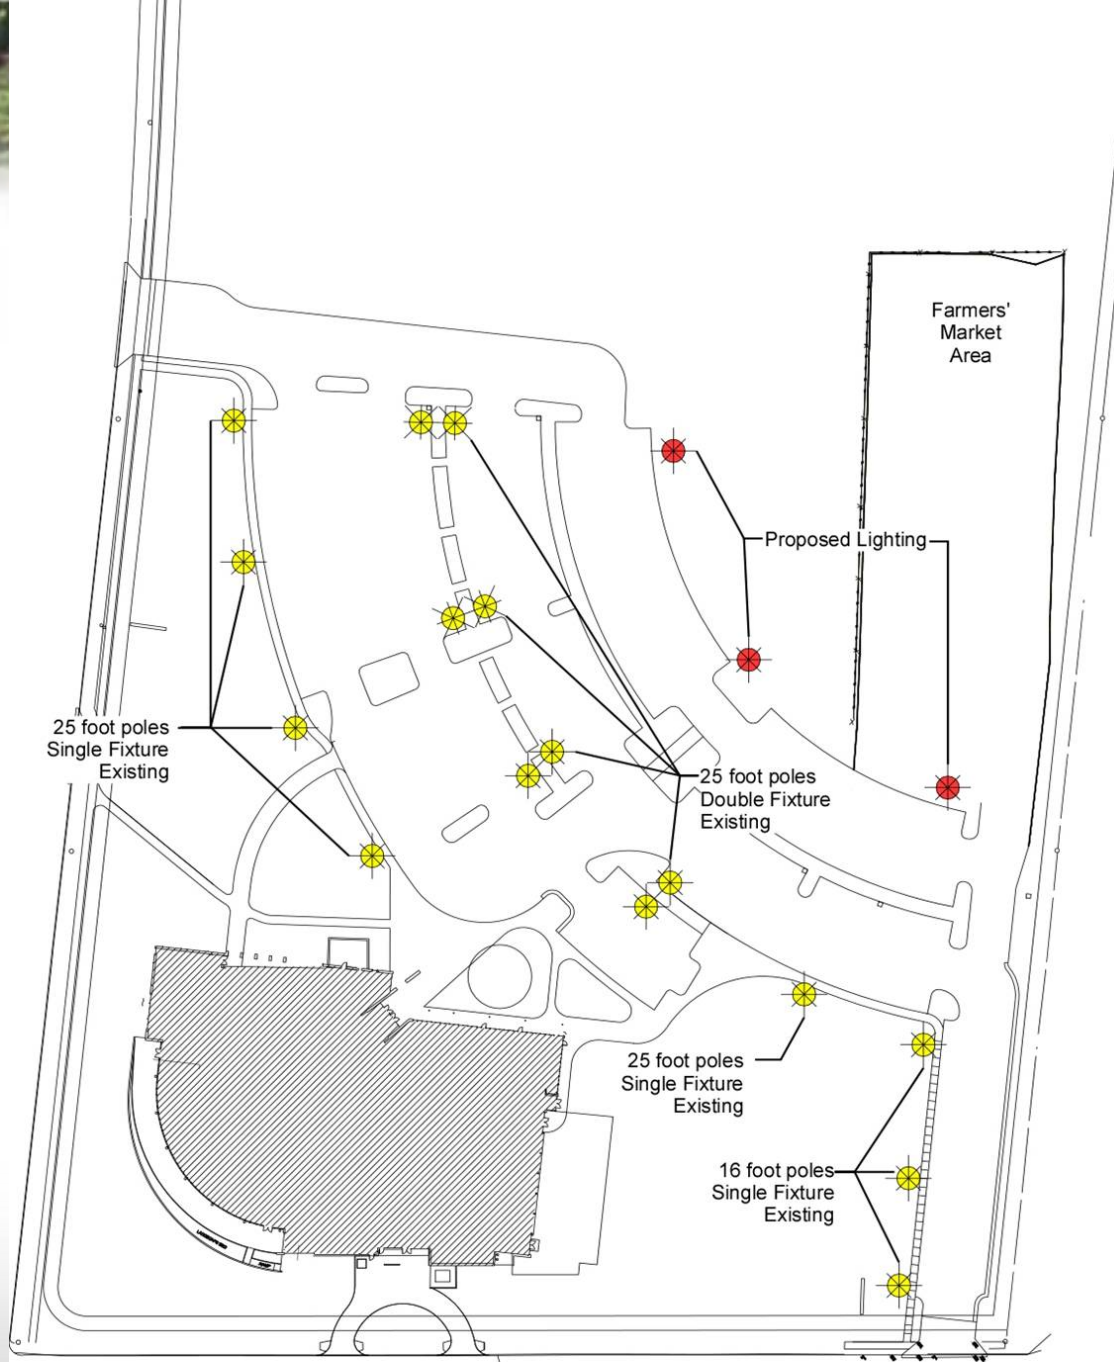 Farmers'
Market
Area
Proposed Lighting
25 foot poles
Single Fixture
Existing
25 foot poles
Double Fixture
Existing
25 foot poles
Single Fixture
Existing
16 foot poles
Single Fixture
Existing